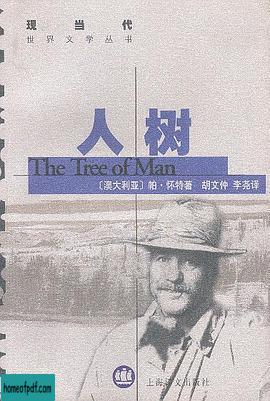 現 当 代
世界文学丛书
人树
The Tree of Man
〔澳大利亚〕帕·怀特著 胡文仲 李尧译
上海译文出版社
homeofpdf.com